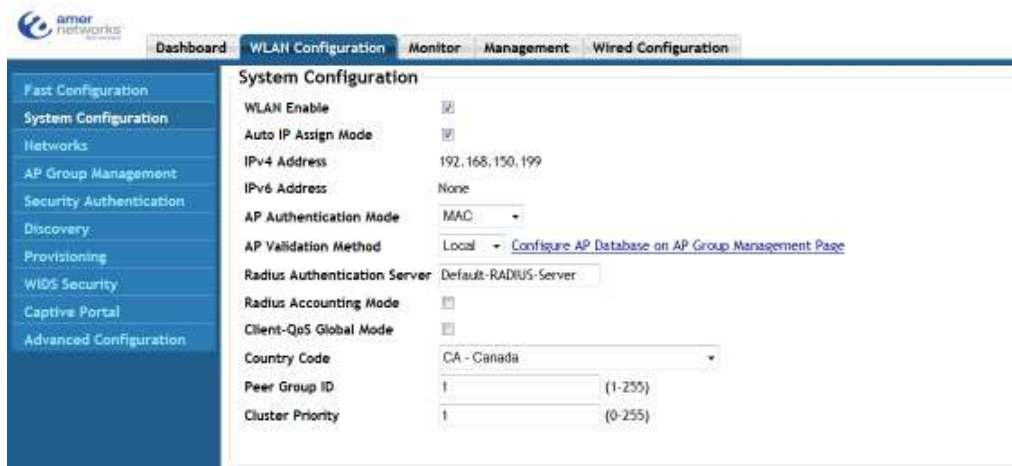 amer
networks
Dashboard WLAN Configuration Monitor Management Wired Configuration
Fast Configuration
System Configuration
Networks
AP Group Management
Security Authentication
Discovery
Provisioning
WIDS Security
Captive Portal
Advanced Configuration
System Configuration
WLAN Enable
Auto IP Assign Mode
IPv4 Address 192.168.150.199
IPv6 Address None
AP Authentication Mode MAC
AP Validation Method Local Configure AP Database on AP Group Management Page
Radius Authentication Server Default-RADIUS-Server
Radius Accounting Mode
Client-QoS Global Mode
Country Code CA - Canada
Peer Group ID 1 (1-255)
Cluster Priority 1 (0-255)